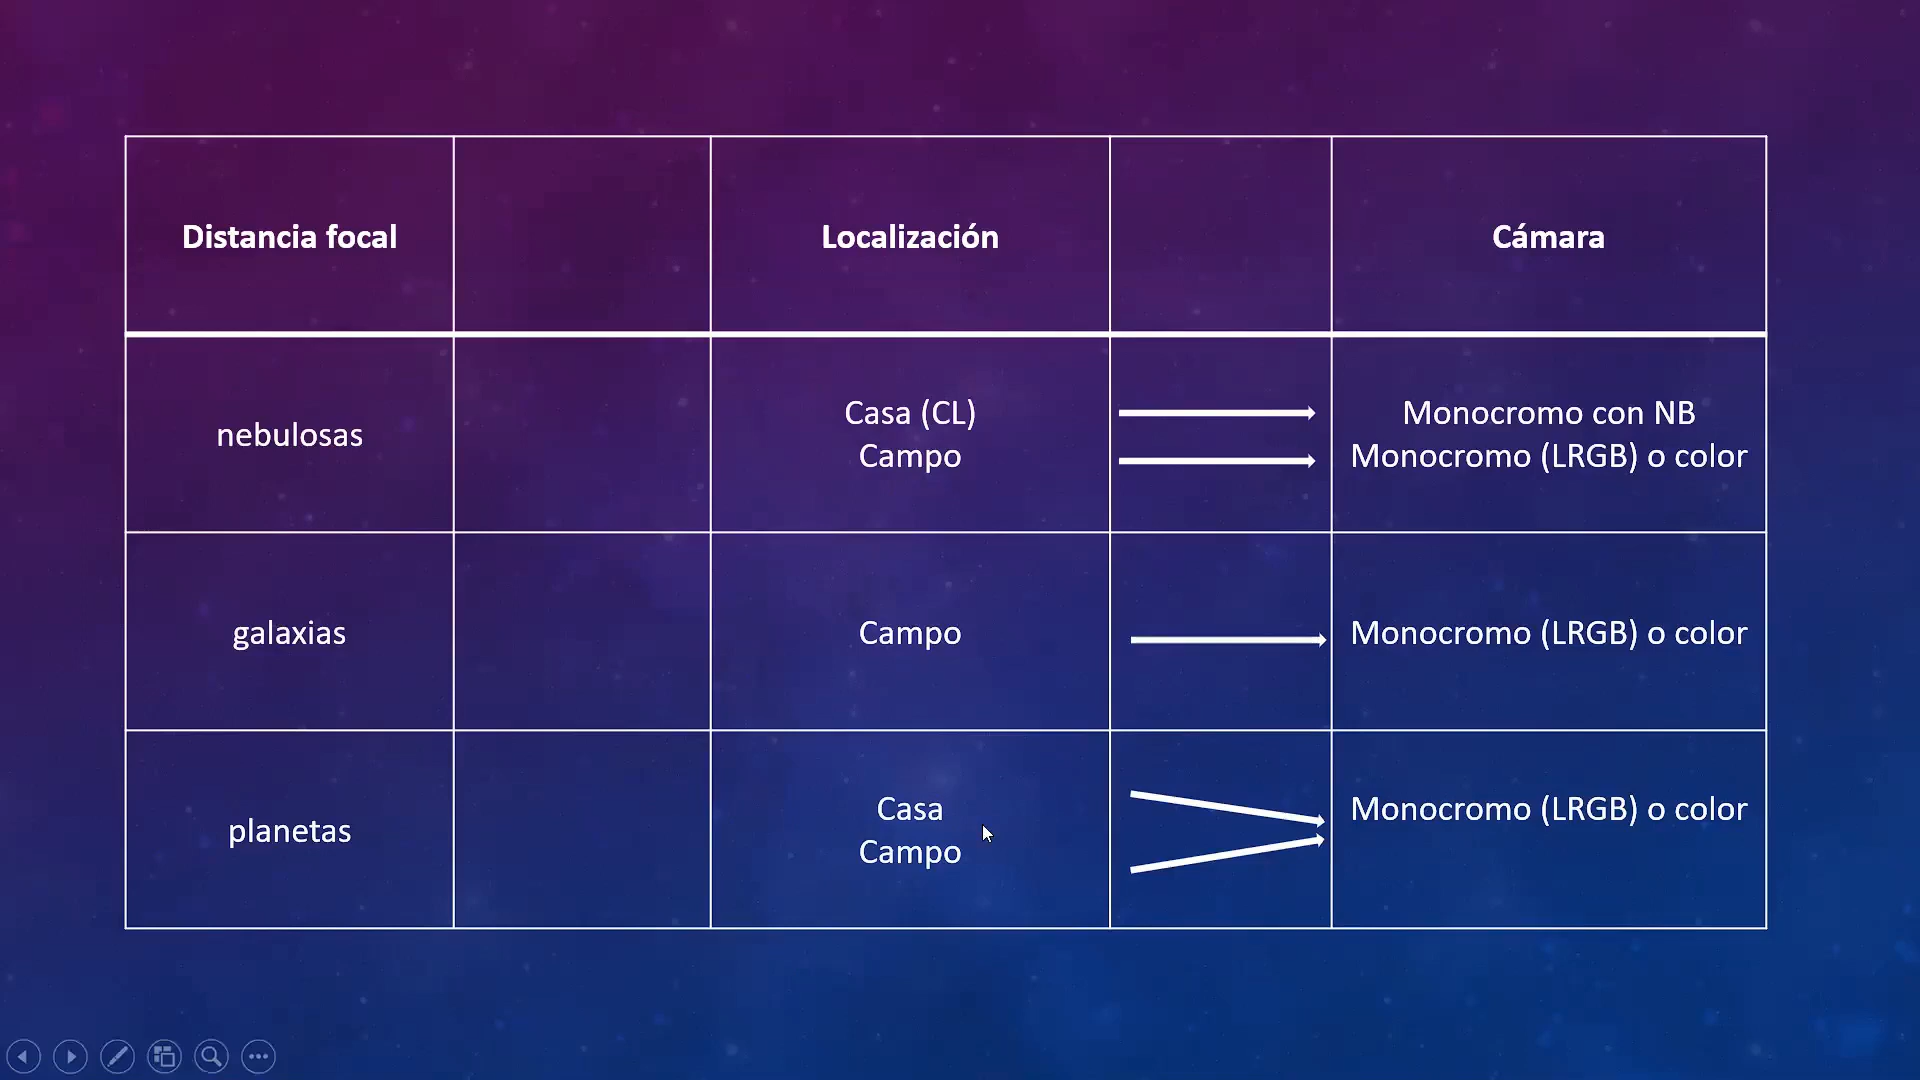 Distancia focal
Localización
Cámara
nebulosas
Casa (CL)
Campo
Monocromo con NB
Monocromo (LRGB) o color
galaxias
Campo
Monocromo (LRGB) o color
planetas
Casa
Campo
Monocromo (LRGB) o color